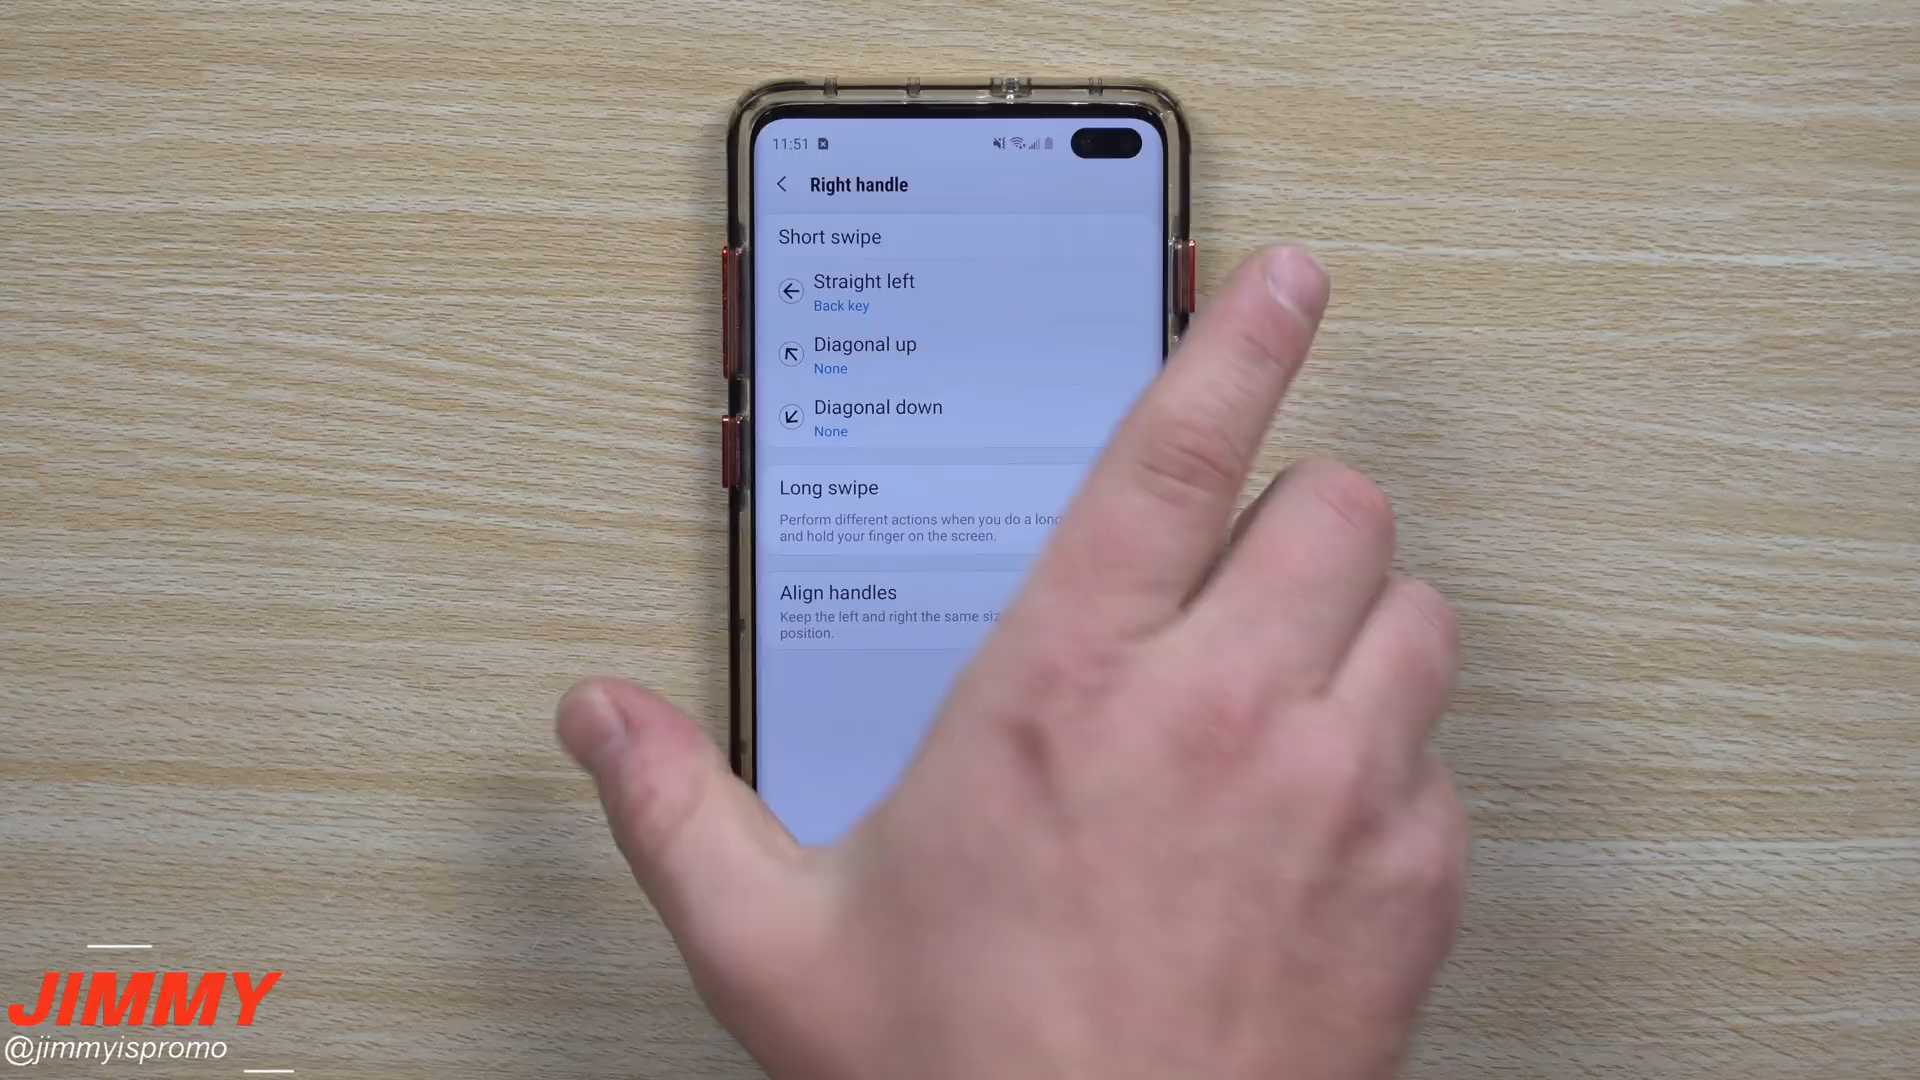 11:51
Right handle
Short swipe
Straight left
Back key
Diagonal up
None
Diagonal down
None
Long swipe
Perform different actions when you do a long
and hold your finger on the screen.
Align handles
Keep the left and right the same
position.
JIMMY
@jimmyispromo